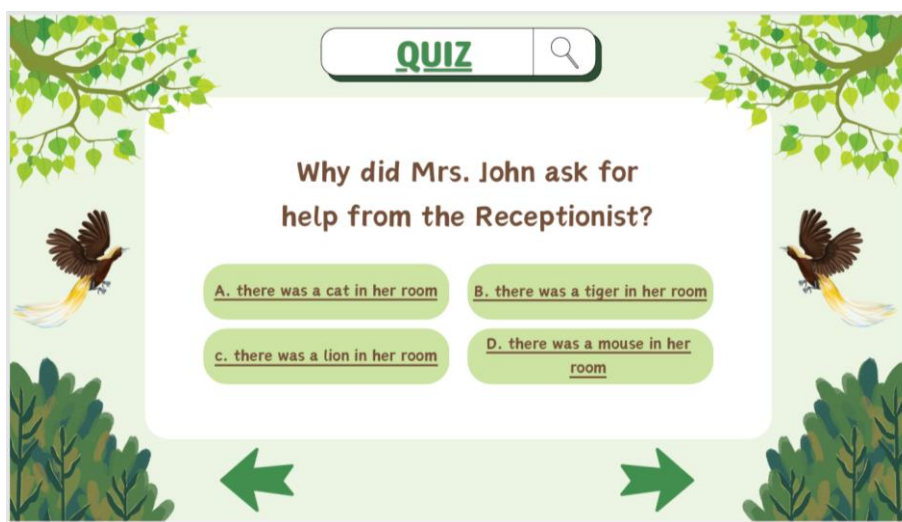 QUIZ
Why did Mrs. John ask for
help from the Receptionist?
A. there was a cat in her room
B. there was a tiger in her room
c. there was a lion in her room
D. there was a mouse in her
room